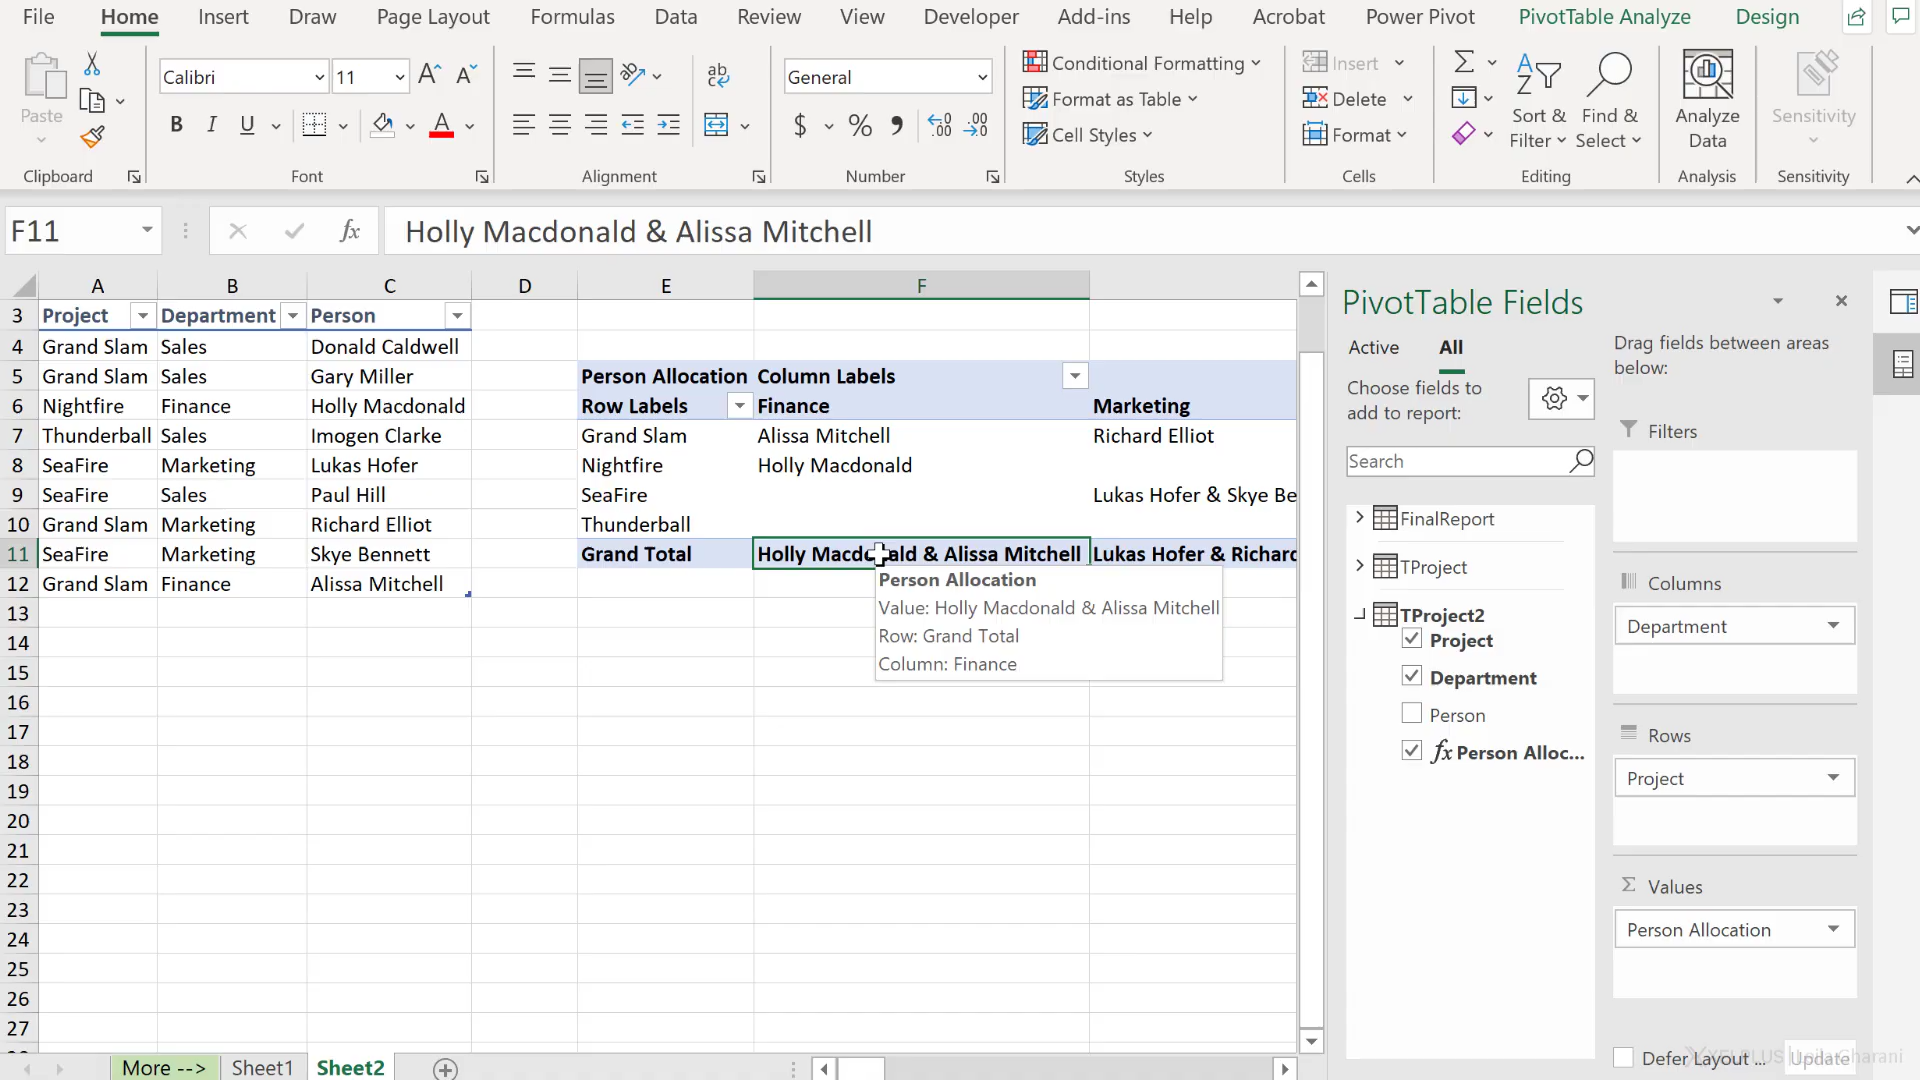 File Home Insert Draw Page Layout Formulas Data Review View Developer Add-ins Help Acrobat Power Pivot PivotTable Analyze Design
Paste
Calibri 11
B I U
General
$ % ,
Conditional Formatting
Format as Table
Cell Styles
Insert
Delete
Format
Sort & Filter
Find & Select
Analyze Data
Sensitivity
Clipboard Font Alignment Number Styles Cells Editing Analysis Sensitivity
F11 fx Holly Macdonald & Alissa Mitchell
A B C D E F
3 Project Department Person
4 Grand Slam Sales Donald Caldwell
5 Grand Slam Sales Gary Miller Person Allocation Column Labels
6 Nightfire Finance Holly Macdonald Row Labels Finance Marketing
7 Thunderball Sales Imogen Clarke Grand Slam Alissa Mitchell Richard Elliot
8 SeaFire Marketing Lukas Hofer Nightfire Holly Macdonald
9 SeaFire Sales Paul Hill SeaFire Lukas Hofer & Skye Be
10 Grand Slam Marketing Richard Elliot Thunderball
11 SeaFire Marketing Skye Bennett Grand Total Holly Macdonald & Alissa Mitchell Lukas Hofer & Richard
12 Grand Slam Finance Alissa Mitchell
Person Allocation
Value: Holly Macdonald & Alissa Mitchell
Row: Grand Total
Column: Finance
13
14
15
16
17
18
19
20
21
22
23
24
25
26
27
More --> Sheet1 Sheet2
PivotTable Fields
Active All
Choose fields to
add to report:
Search
FinalReport
TProject
TProject2
Project
Department
Person
fx Person Alloc...
Drag fields between areas
below:
Filters
Columns
Department
Rows
Project
Σ Values
Person Allocation
Defer Layout ... Update